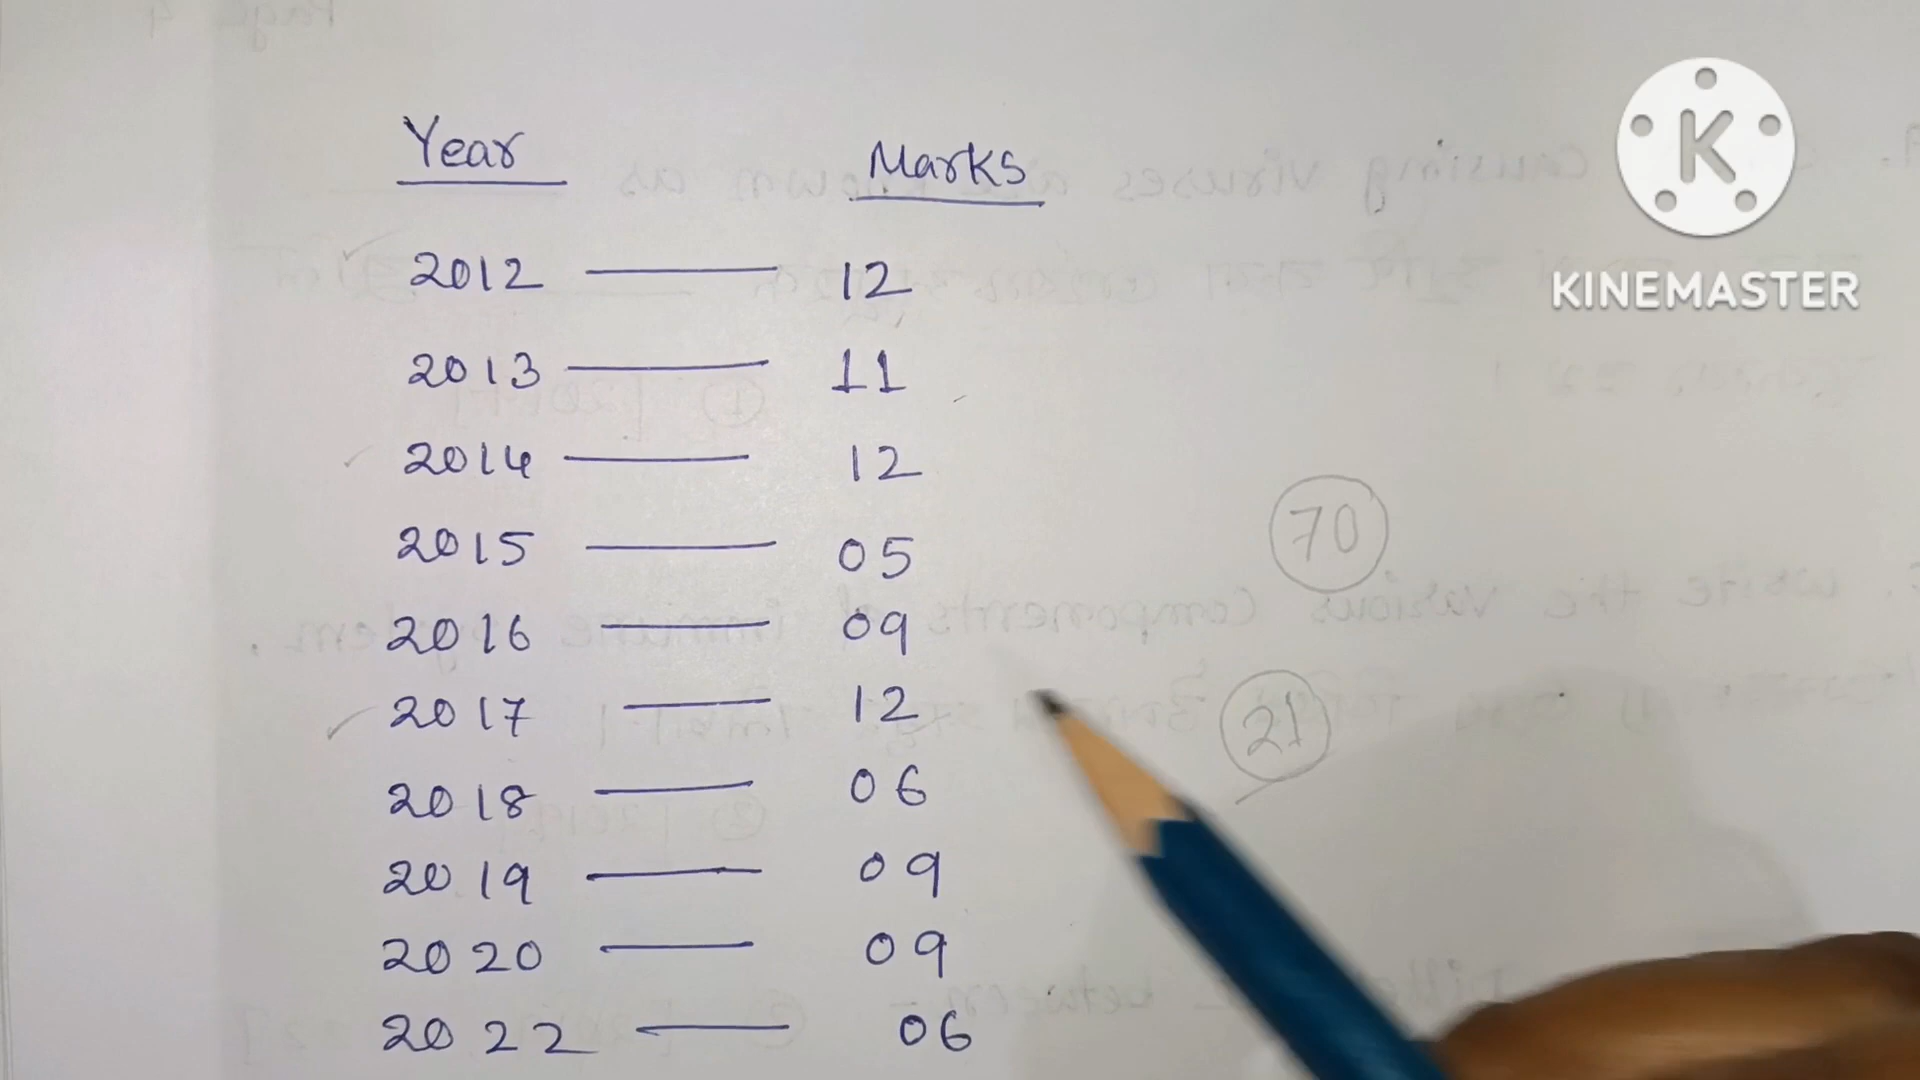 Year Marks
2012 —— 12
2013 —— 11
2014 —— 12
2015 —— 05
2016 —— 09
2017 —— 12
2018 —— 06
2019 —— 09
2020 —— 09
2022 —— 06
70
21
K
KINEMASTER